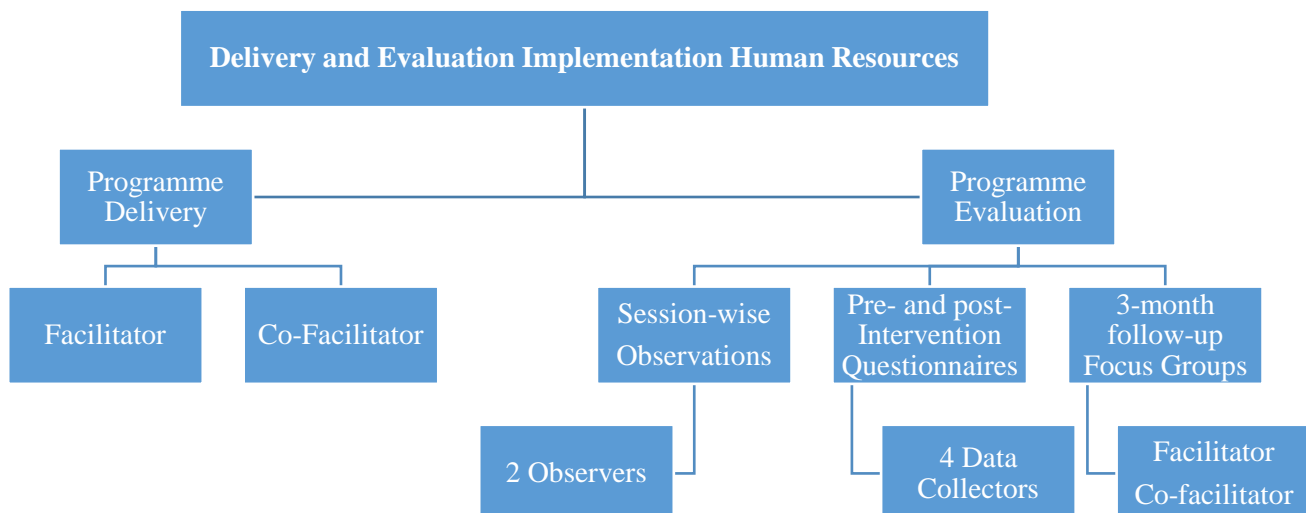 Delivery and Evaluation Implementation Human Resources
Programme
Delivery
Programme
Evaluation
Facilitator
Co-Facilitator
Session-wise
Observations
Pre- and post-
Intervention
Questionnaires
3-month
follow-up
Focus Groups
2 Observers
4 Data
Collectors
Facilitator
Co-facilitator